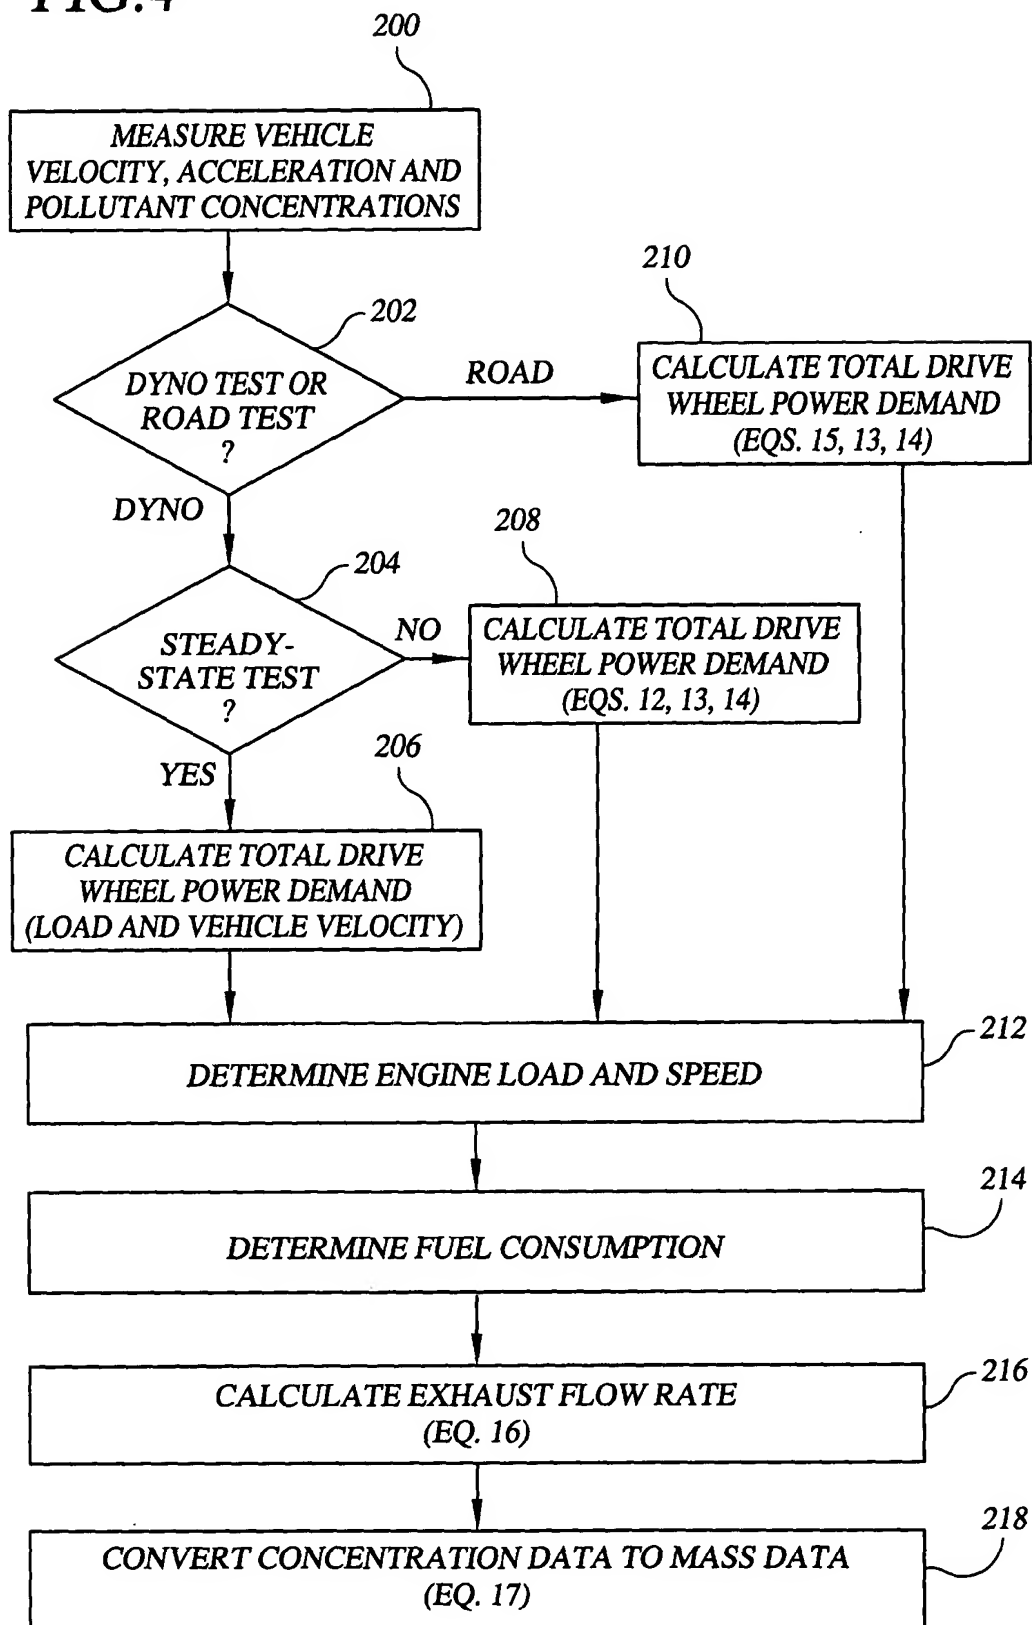 FIG.4
200
MEASURE VEHICLE
VELOCITY, ACCELERATION AND
POLLUTANT CONCENTRATIONS
202
DYNO TEST OR
ROAD TEST
?
ROAD
210
CALCULATE TOTAL DRIVE
WHEEL POWER DEMAND
(EQS. 15, 13, 14)
DYNO
204
STEADY-
STATE TEST
?
NO
208
CALCULATE TOTAL DRIVE
WHEEL POWER DEMAND
(EQS. 12, 13, 14)
YES
206
CALCULATE TOTAL DRIVE
WHEEL POWER DEMAND
(LOAD AND VEHICLE VELOCITY)
212
DETERMINE ENGINE LOAD AND SPEED
214
DETERMINE FUEL CONSUMPTION
216
CALCULATE EXHAUST FLOW RATE
(EQ. 16)
218
CONVERT CONCENTRATION DATA TO MASS DATA
(EQ. 17)